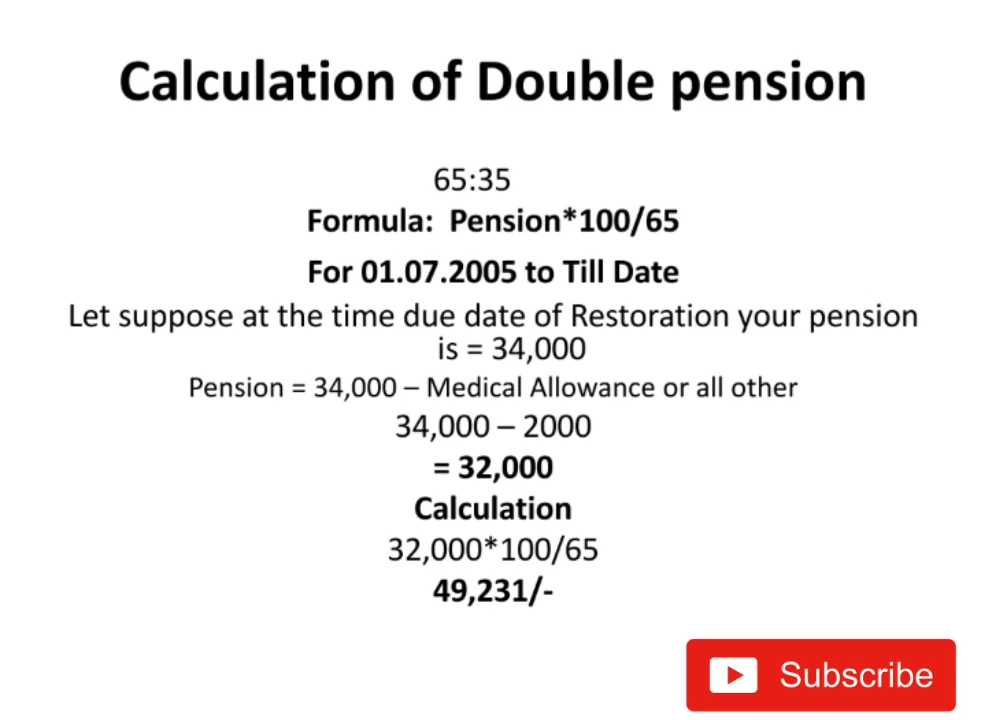 Calculation of Double pension
65:35
Formula:  Pension*100/65
For 01.07.2005 to Till Date
Let suppose at the time due date of Restoration your pension
is = 34,000
Pension = 34,000 – Medical Allowance or all other
34,000 – 2000
= 32,000
Calculation
32,000*100/65
49,231/-
Subscribe